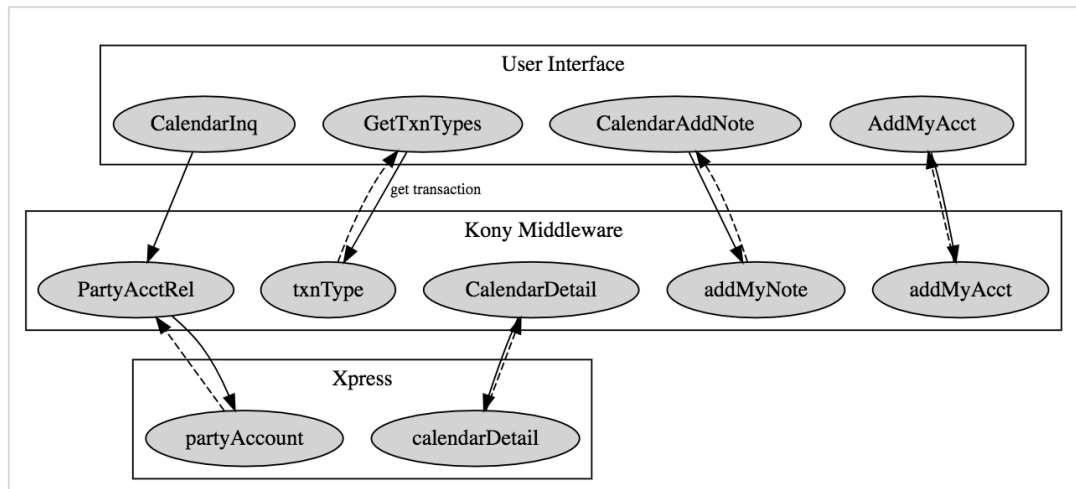 User Interface
CalendarInq
GetTxnTypes
CalendarAddNote
AddMyAcct
get transaction
Kony Middleware
PartyAcctRel
txnType
CalendarDetail
addMyNote
addMyAcct
Xpress
partyAccount
calendarDetail